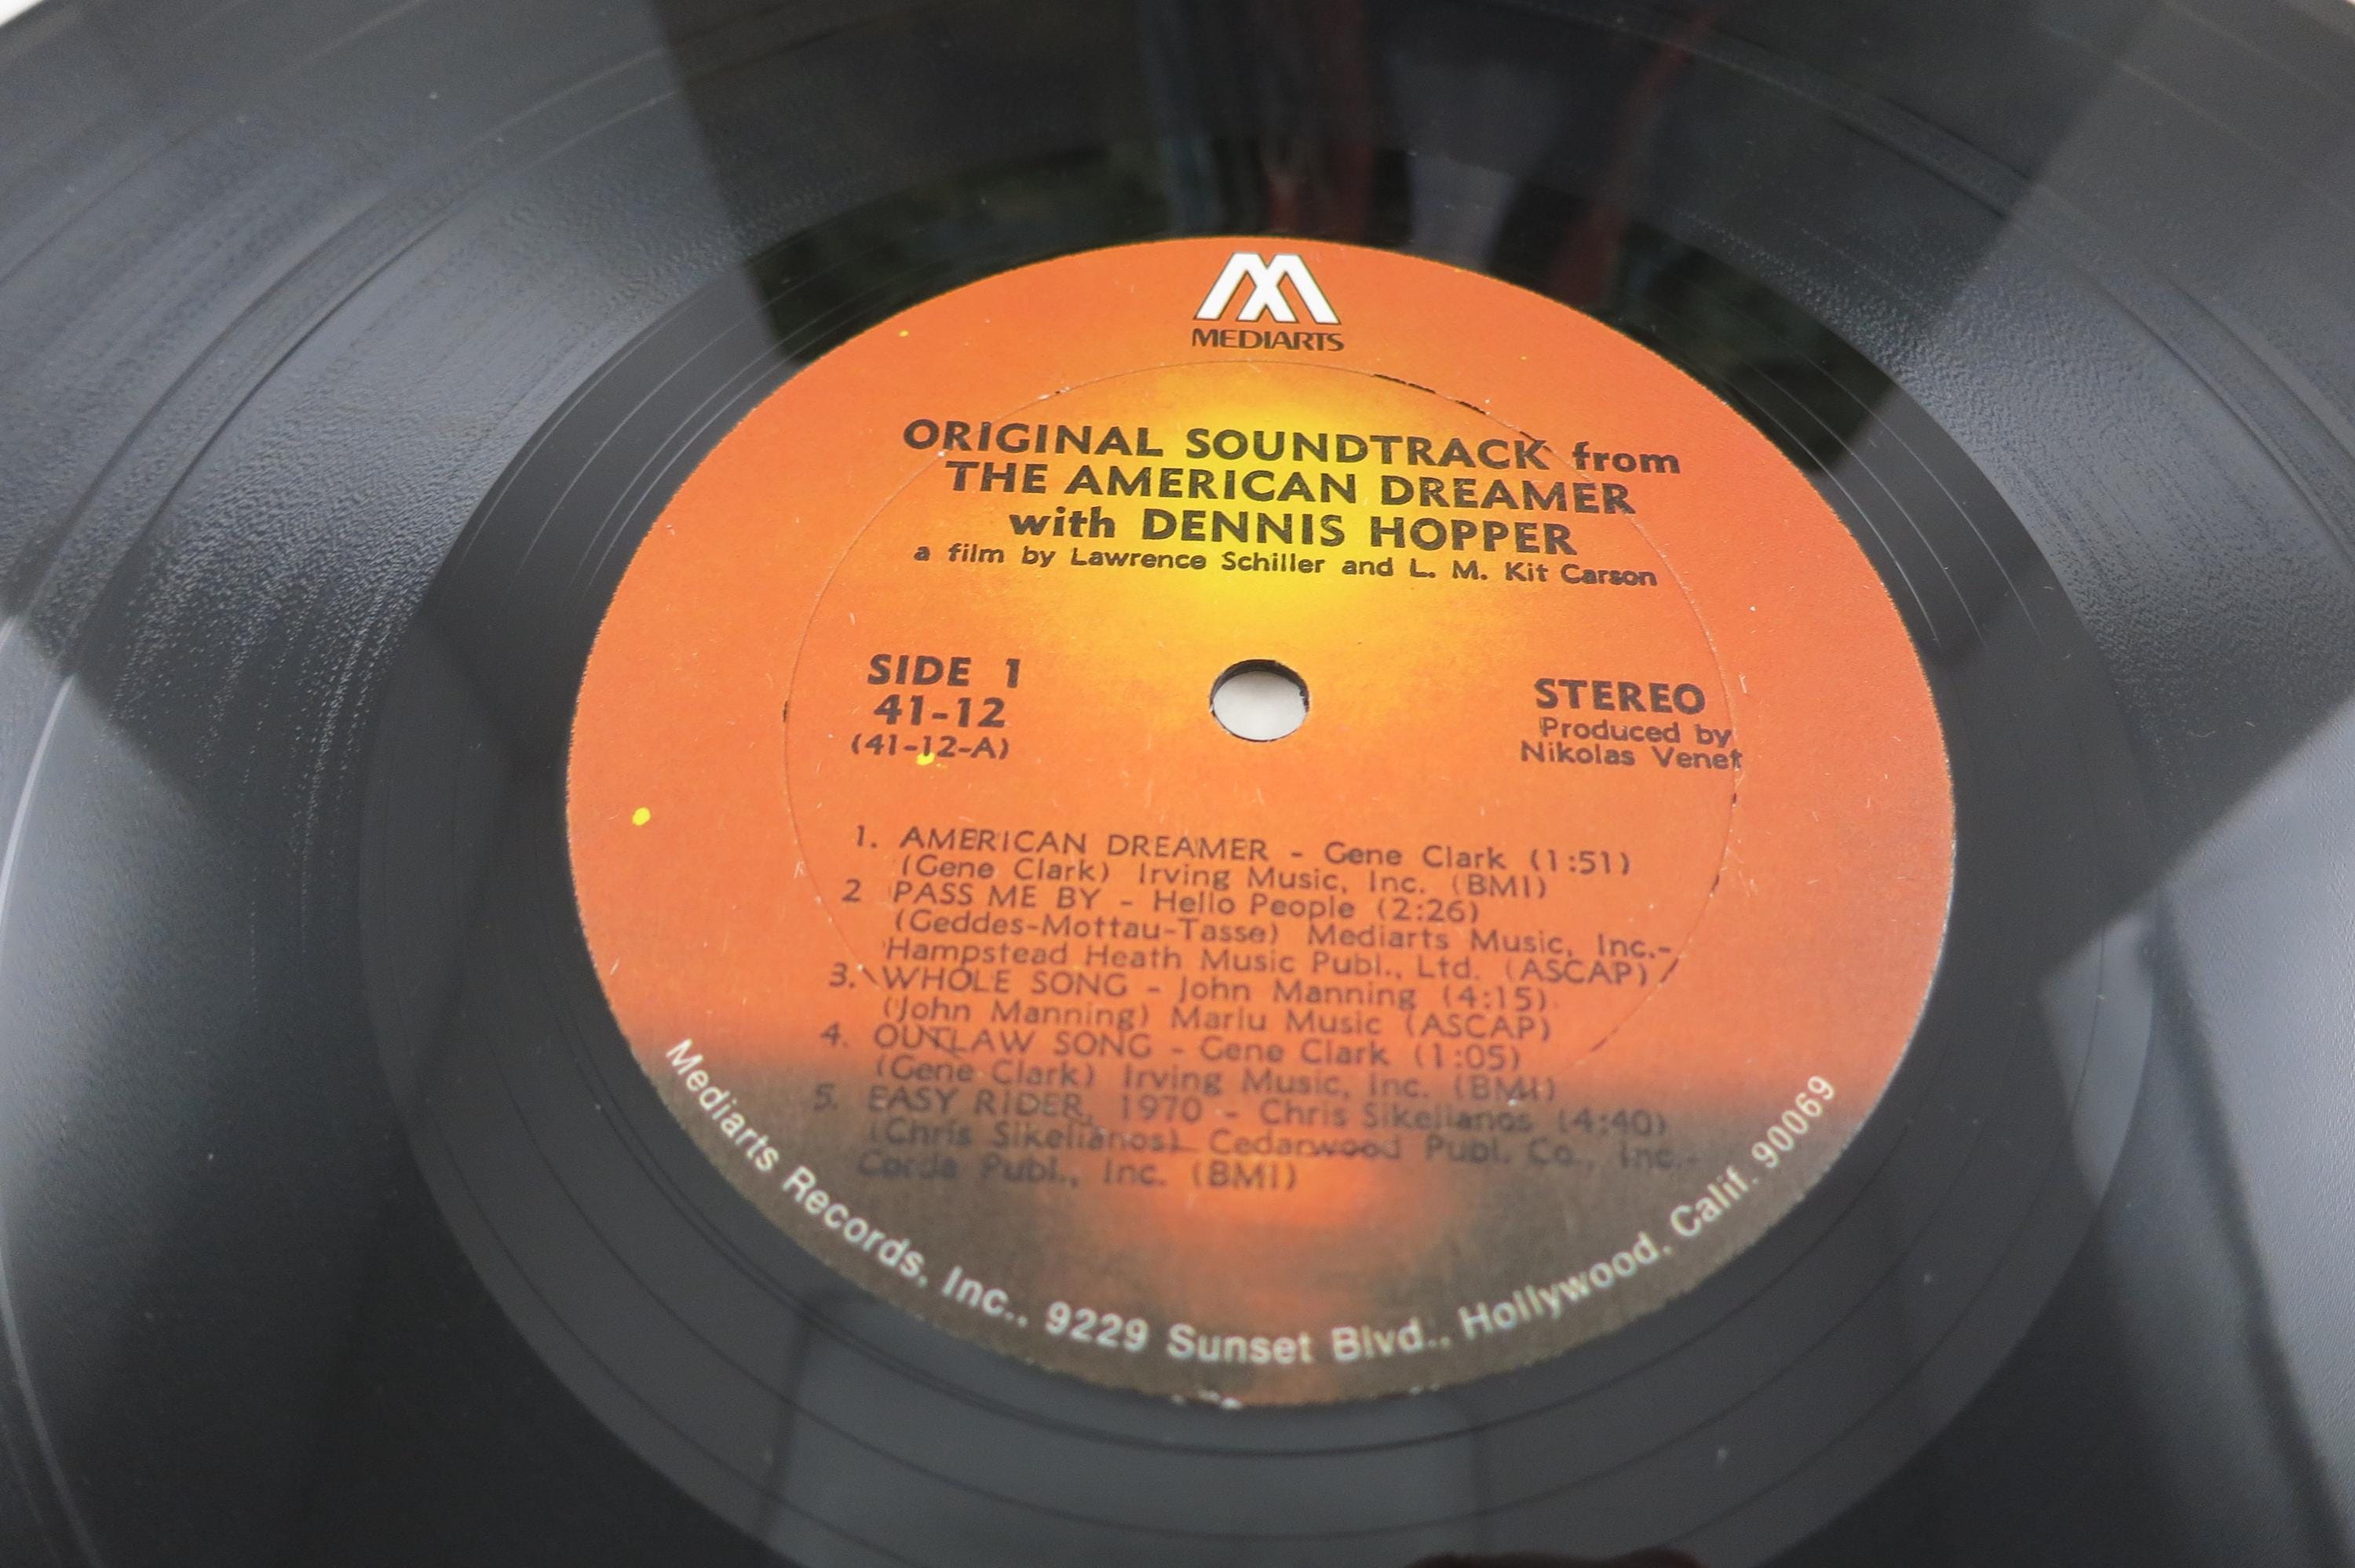 MEDIARTS
ORIGINAL SOUNDTRACK from
THE AMERICAN DREAMER
with DENNIS HOPPER
a film by Lawrence Schiller and L. M. Kit Carson
SIDE 1
41-12
(41-12-A)
STEREO
Produced by
Nikolas Venet
1. AMERICAN DREAMER - Gene Clark (1:51)
(Gene Clark) Irving Music, Inc. (BMI)
2 PASS ME BY - Hello People (2:26)
(Geddes-Mottau-Tasse) Mediarts Music, Inc.-
Hampstead Heath Music Publ., Ltd. (ASCAP)
3. WHOLE SONG - John Manning (4:15)
(John Manning) Marlu Music (ASCAP)
4. OUTLAW SONG - Gene Clark (1:05)
(Gene Clark) Irving Music, Inc. (BMI)
5. EASY RIDER, 1970 - Chris Sikelianos (4:40)
(Chris Sikelianos) Cedarwood Publ. Co., Inc.-
Corda Publ., Inc. (BMI)
Mediarts Records, Inc., 9229 Sunset Blvd., Hollywood, Calif. 90069